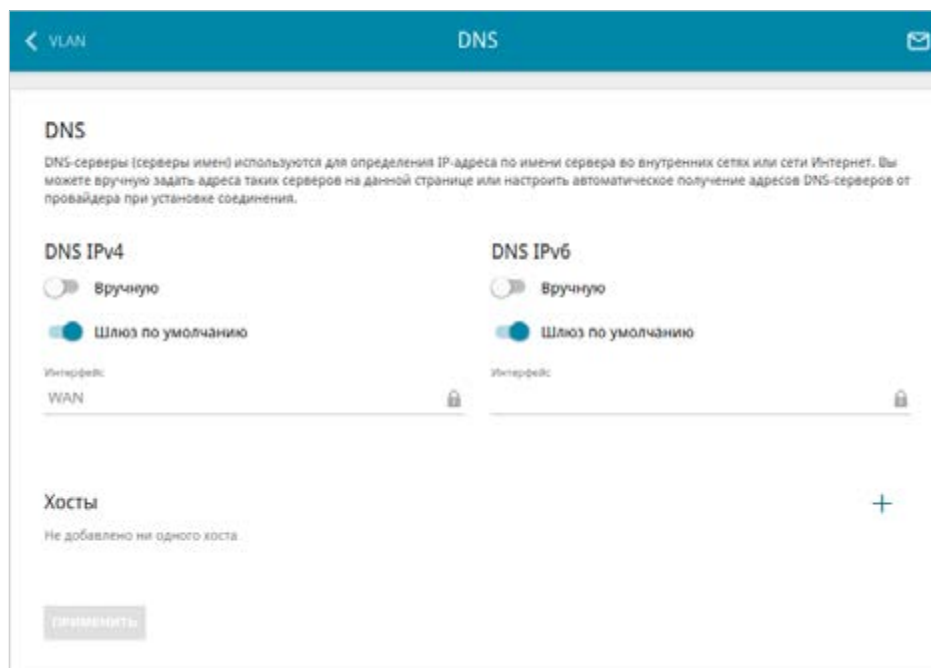 VLAN
DNS
DNS
DNS-серверы (серверы имен) используются для определения IP-адреса по имени сервера во внутренних сетях или сети Интернет. Вы
можете вручную задать адреса таких серверов на данной странице или настроить автоматическое получение адресов DNS-серверов от
провайдера при установке соединения.
DNS IPv4
DNS IPv6
Вручную
Вручную
Шлюз по умолчанию
Шлюз по умолчанию
Интерфейс
Интерфейс
WAN
Хосты
Не добавлено ни одного хоста
ПРИМЕНИТЬ